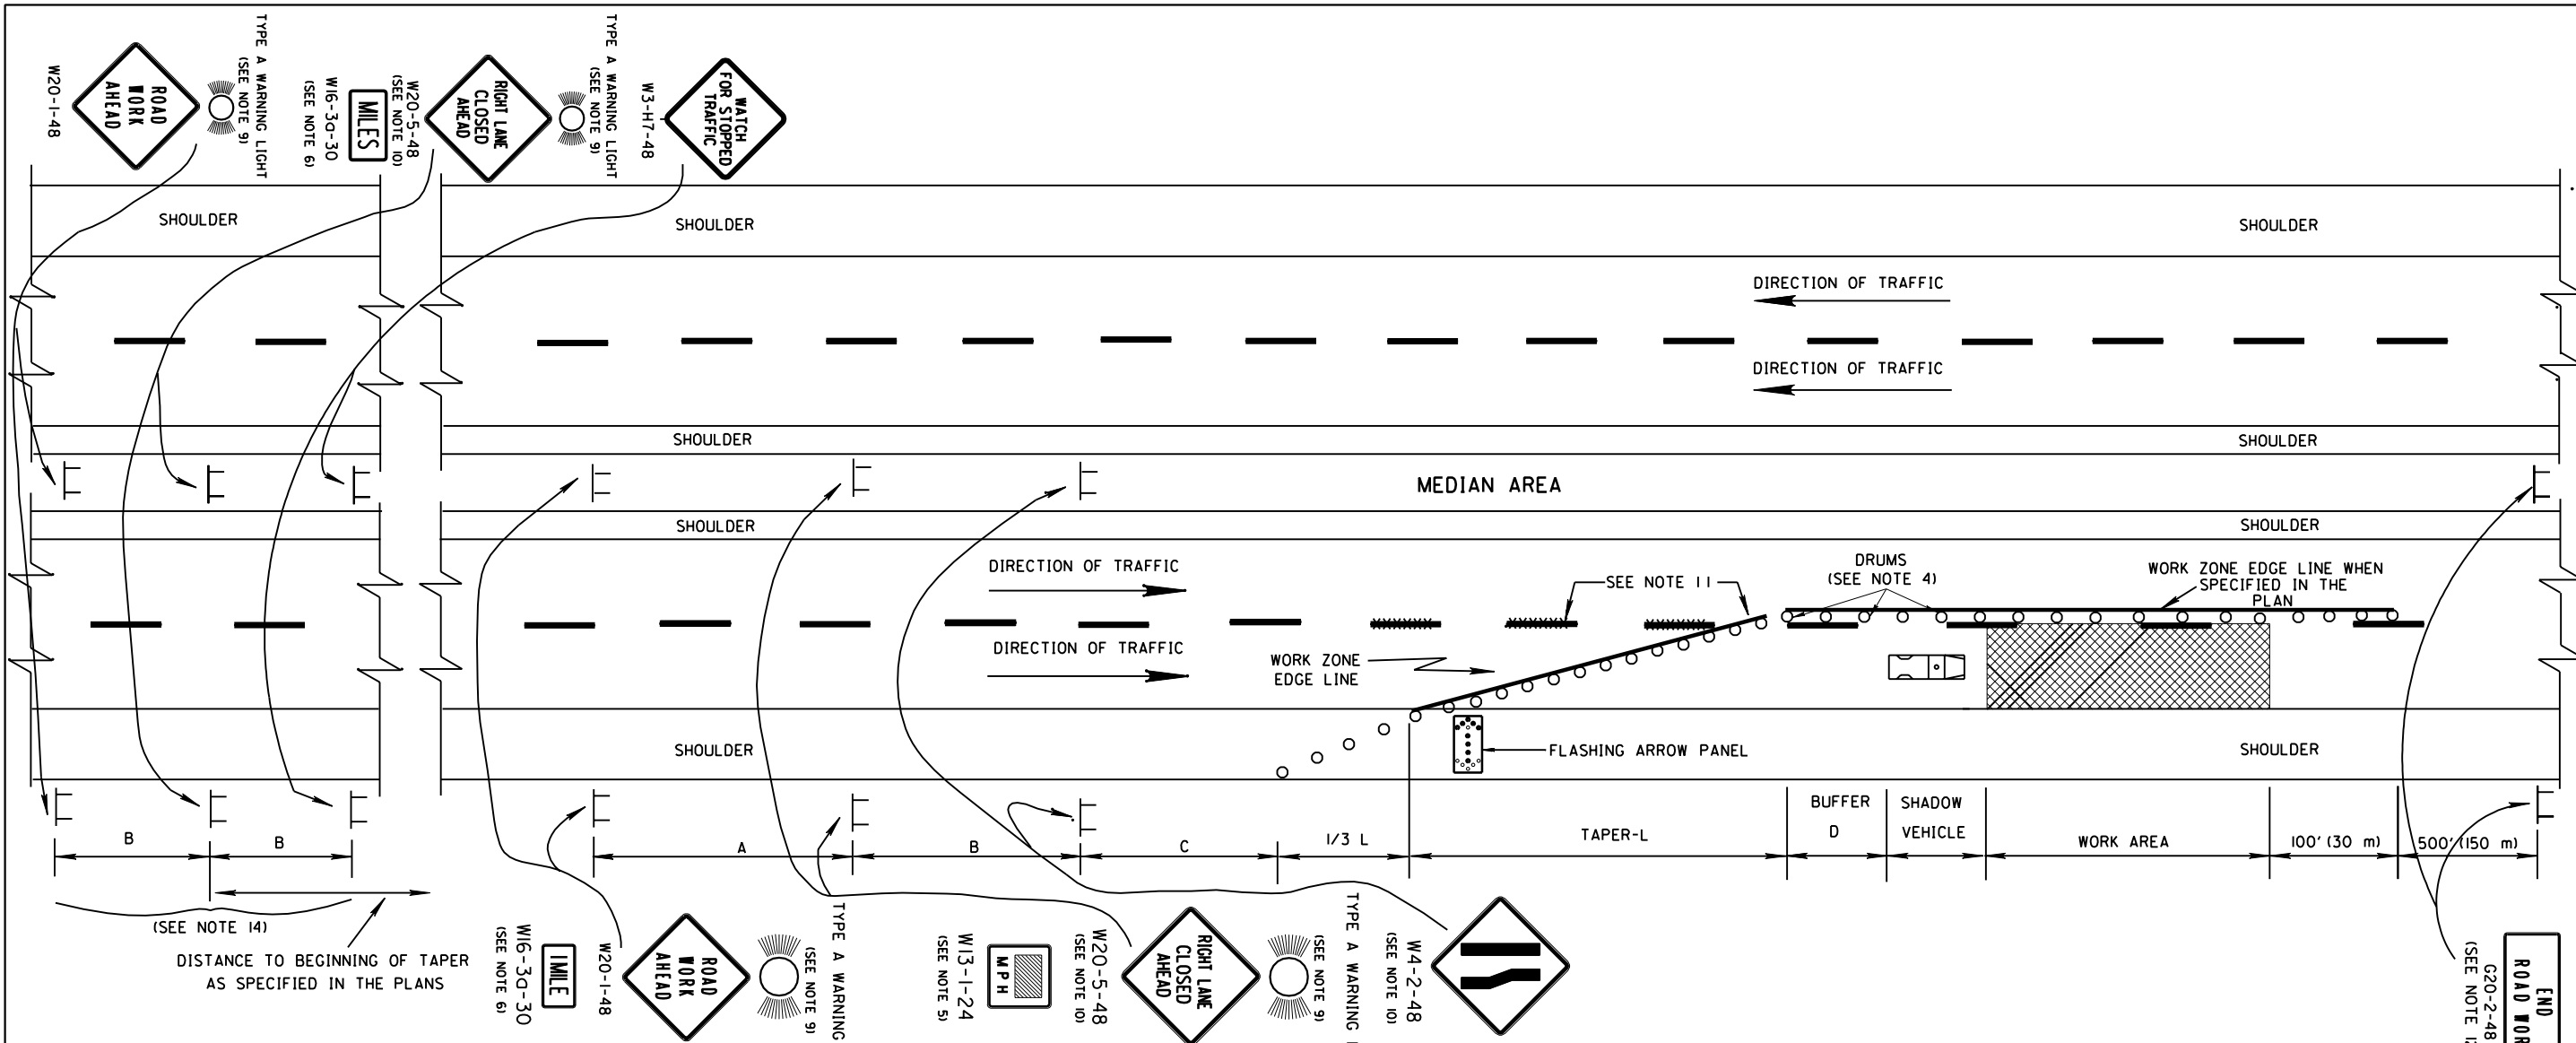 W20-1-48
ROAD
WORK
AHEAD
TYPE A WARNING LIGHT
(SEE NOTE 9)
W16-3a-30
(SEE NOTE 6)
MILES
W20-5-48
(SEE NOTE 10)
RIGHT LANE
CLOSED
AHEAD
TYPE A WARNING LIGHT
(SEE NOTE 9)
W3-H7-48
WATCH
FOR STOPPED
TRAFFIC
SHOULDER
SHOULDER
SHOULDER
DIRECTION OF TRAFFIC
DIRECTION OF TRAFFIC
SHOULDER
SHOULDER
MEDIAN AREA
SHOULDER
SHOULDER
DIRECTION OF TRAFFIC
DIRECTION OF TRAFFIC
SEE NOTE 11
DRUMS
(SEE NOTE 4)
WORK ZONE EDGE LINE WHEN
SPECIFIED IN THE
PLAN
WORK ZONE
EDGE LINE
SHOULDER
FLASHING ARROW PANEL
SHOULDER
B
B
A
B
C
1/3 L
TAPER-L
BUFFER
D
SHADOW
VEHICLE
WORK AREA
100' (30 m)
500' (150 m)
(SEE NOTE 14)
DISTANCE TO BEGINNING OF TAPER
AS SPECIFIED IN THE PLANS
W16-3a-30
(SEE NOTE 6)
1 MILE
W20-1-48
ROAD
WORK
AHEAD
TYPE A WARNING
(SEE NOTE 9)
W13-1-24
(SEE NOTE 5)
MPH
W20-5-48
(SEE NOTE 10)
RIGHT LANE
CLOSED
AHEAD
TYPE A WARNING
(SEE NOTE 9)
W4-2-48
(SEE NOTE 10)
END
ROAD WOR
G20-2-48
(SEE NOTE